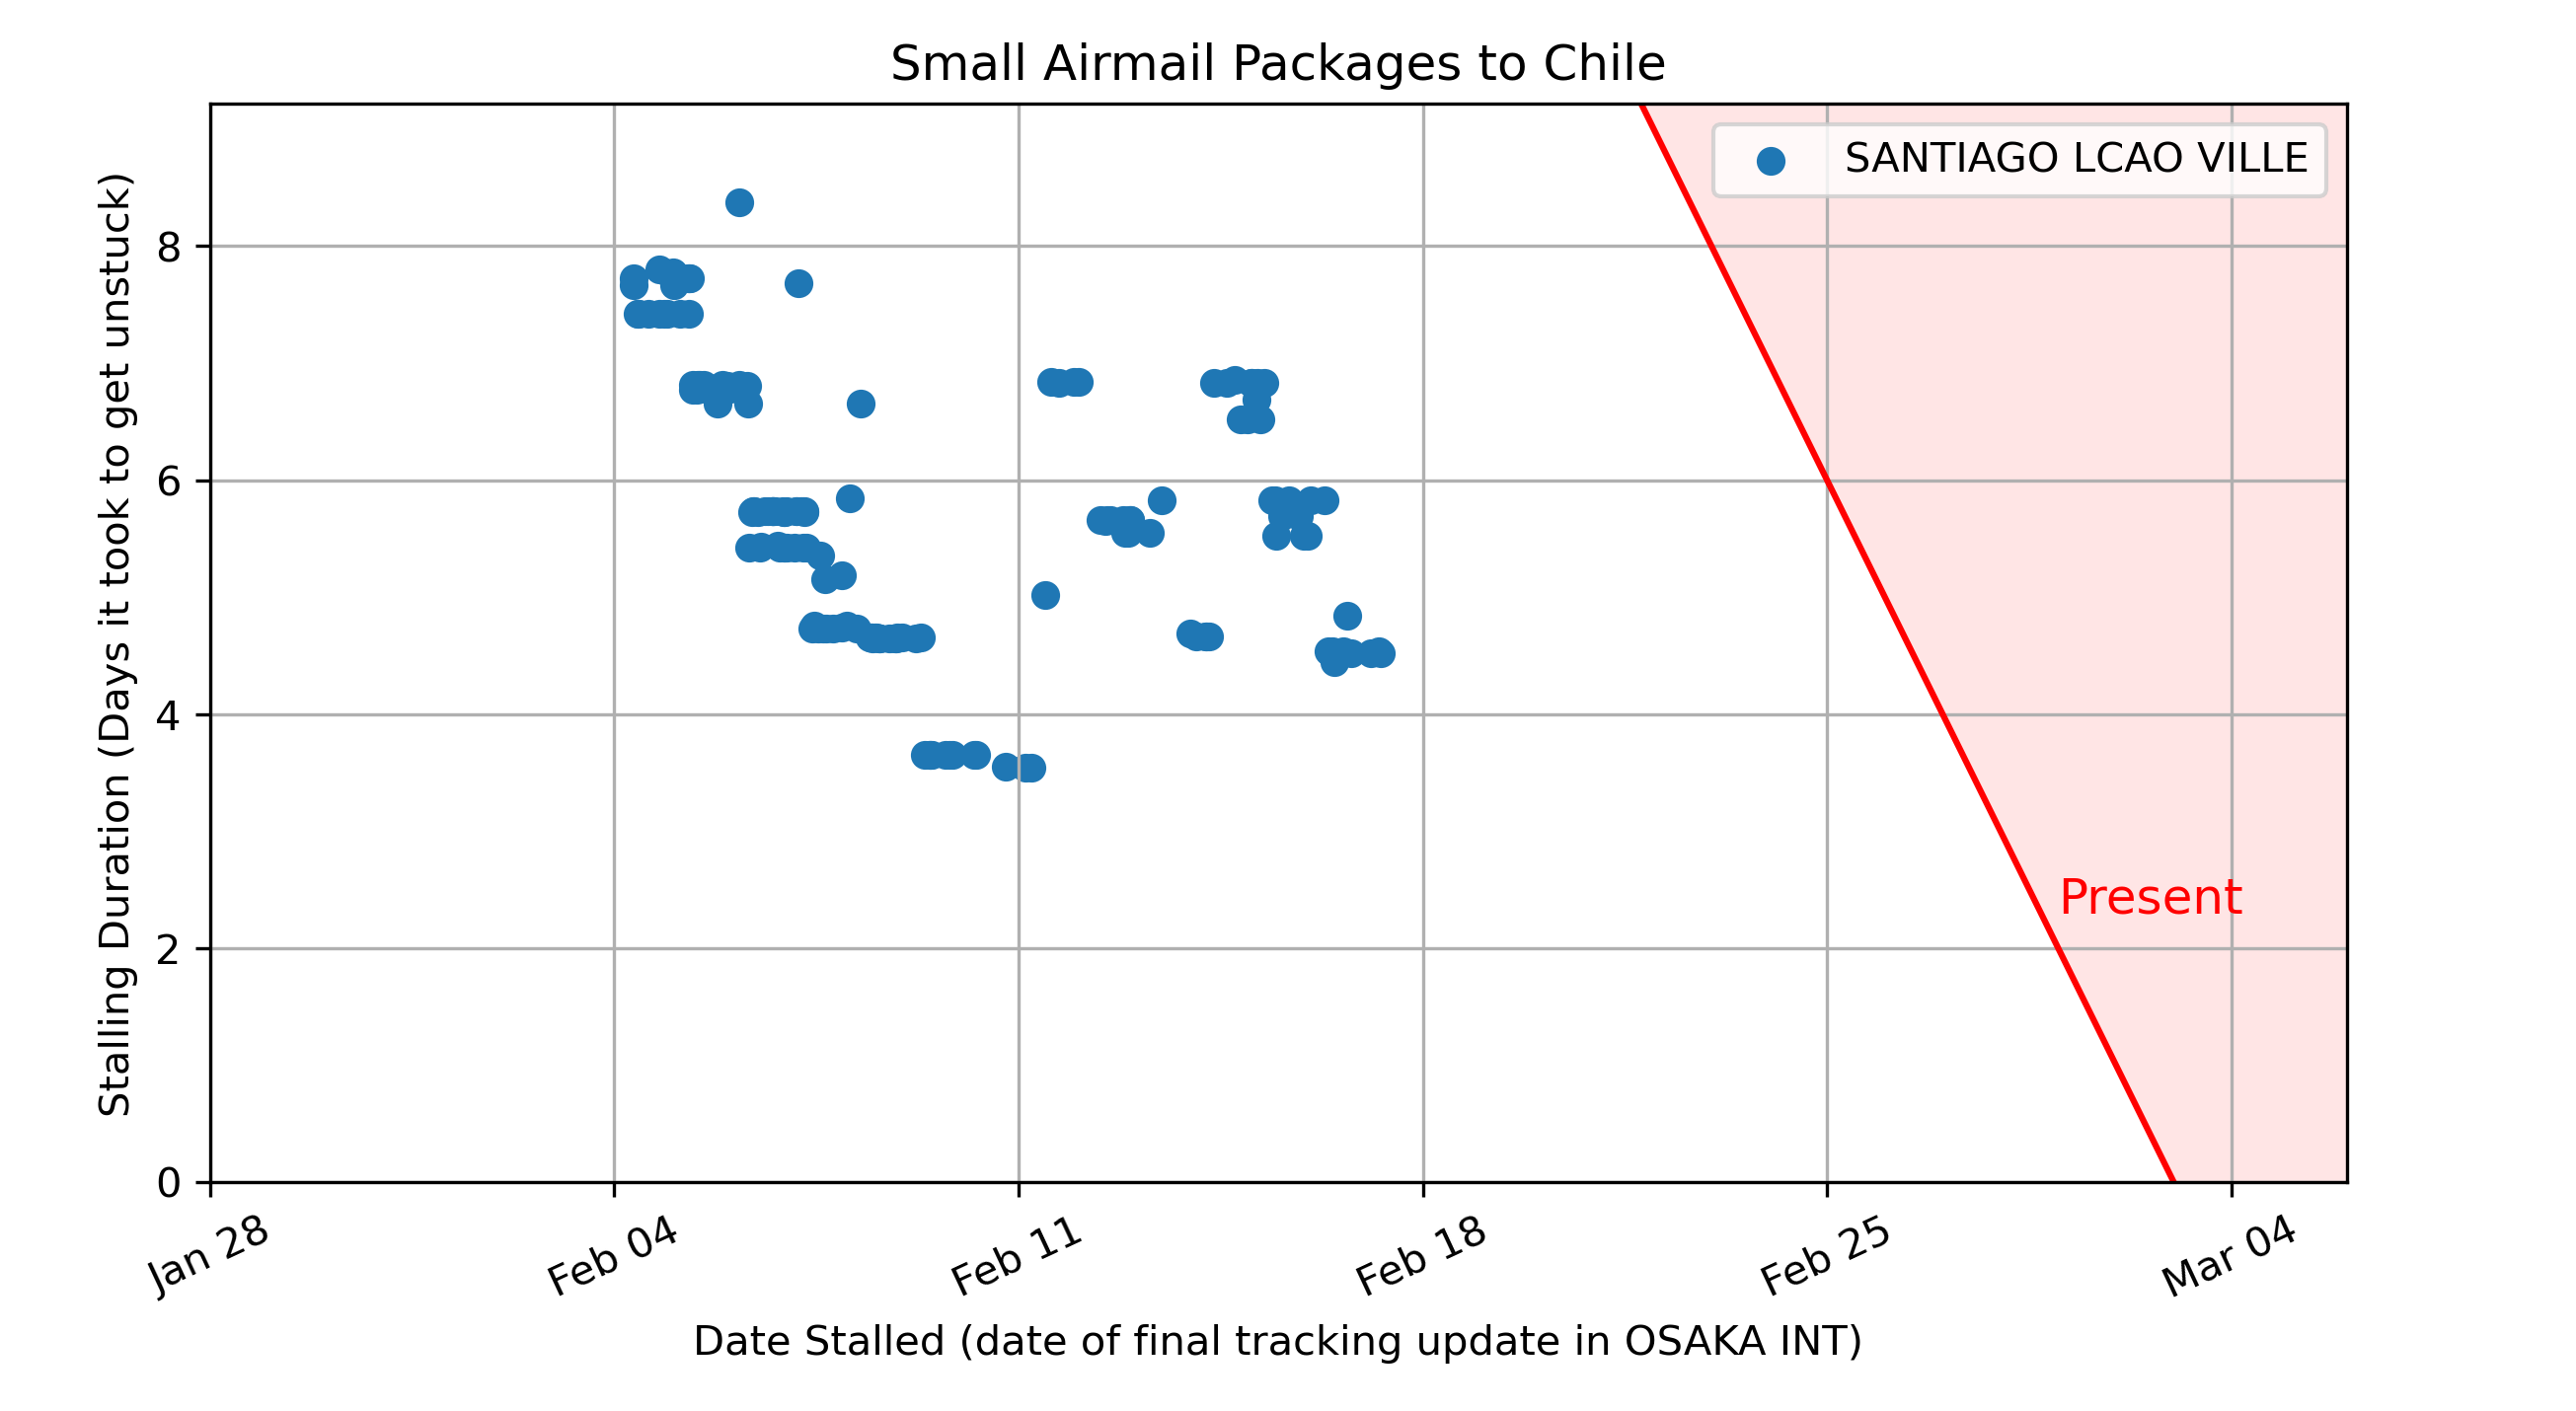 Small Airmail Packages to Chile
SANTIAGO LCAO VILLE
Stalling Duration (Days it took to get unstuck)
8
6
4
2
0
Present
Jan 28
Feb 04
Feb 11
Feb 18
Feb 25
Mar 04
Date Stalled (date of final tracking update in OSAKA INT)